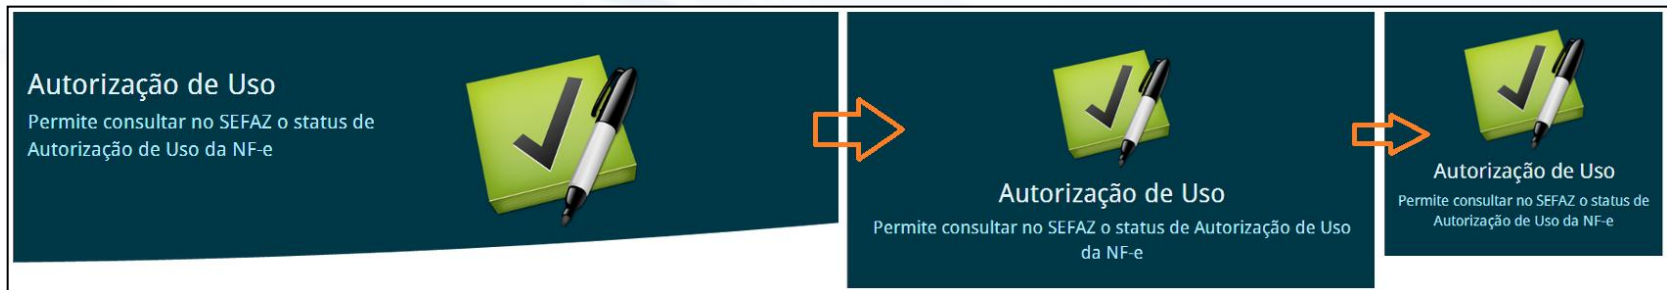 Autorização de Uso
Permite consultar no SEFAZ o status de
Autorização de Uso da NF-e
Autorização de Uso
Permite consultar no SEFAZ o status de Autorização de Uso
da NF-e
Autorização de Uso
Permite consultar no SEFAZ o status de
Autorização de Uso da NF-e